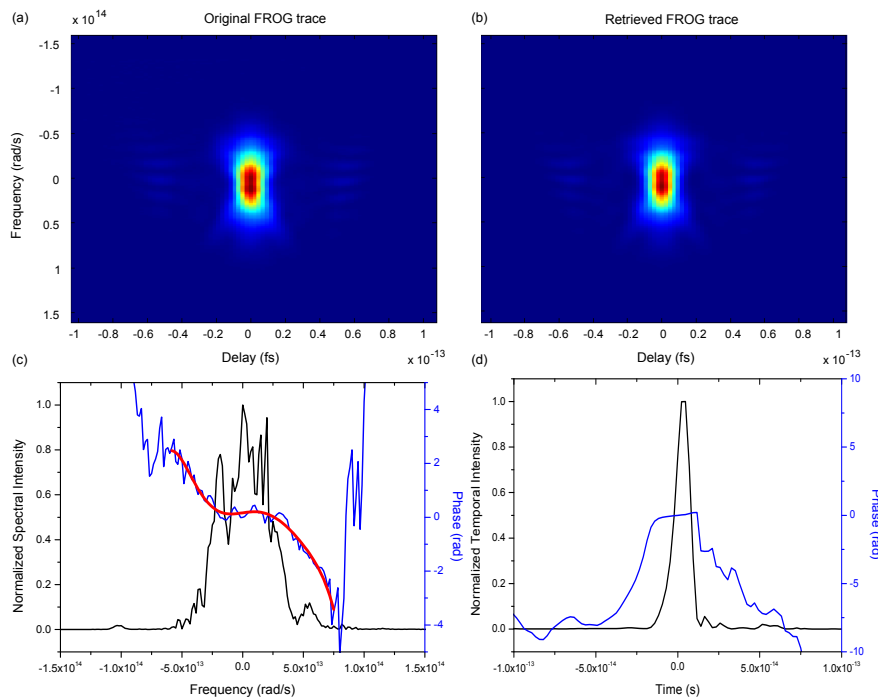 (a) Original FROG trace
x 10^14
-1.5
-1
-0.5
0
0.5
1
1.5
Frequency (rad/s)
-1 -0.8 -0.6 -0.4 -0.2 0 0.2 0.4 0.6 0.8 1
Delay (fs)
x 10^-13
(b) Retrieved FROG trace
-1 -0.8 -0.6 -0.4 -0.2 0 0.2 0.4 0.6 0.8 1
Delay (fs)
x 10^-13
(c)
1.0
0.8
0.6
0.4
0.2
0.0
Normalized Spectral Intensity
4
2
0
-2
-4
Phase (rad)
-1.5x10^14 -1.0x10^14 -5.0x10^13 0.0 5.0x10^13 1.0x10^14 1.5x10^14
Frequency (rad/s)
(d)
1.0
0.8
0.6
0.4
0.2
0.0
Normalized Temporal Intensity
10
5
0
-5
-10
Phase (rad)
-1.0x10^-13 -5.0x10^-14 0.0 5.0x10^-14 1.0x10^-13
Time (s)